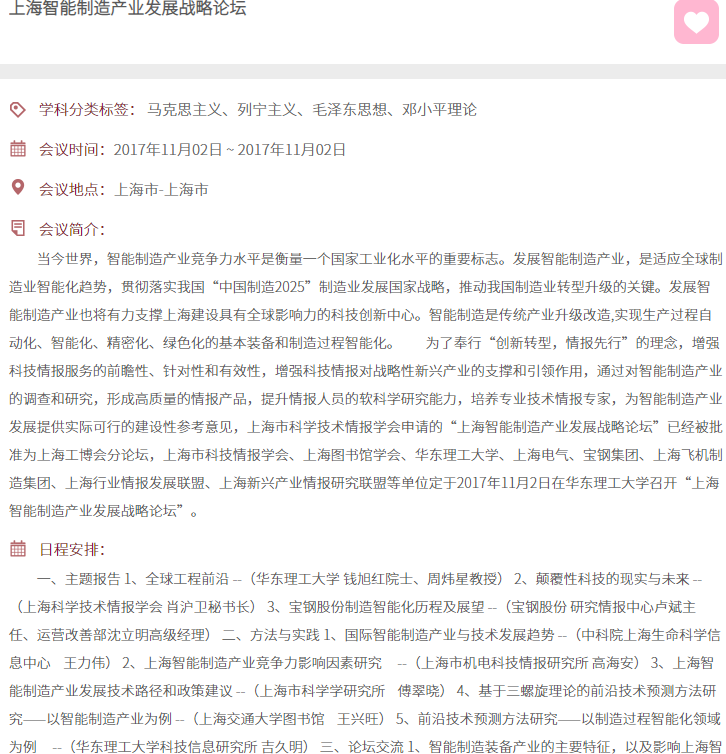 上海智能制造产业发展战略论坛
学科分类标签： 马克思主义、列宁主义、毛泽东思想、邓小平理论
会议时间：2017年11月02日 ~ 2017年11月02日
会议地点：上海市-上海市
会议简介：
当今世界，智能制造产业竞争力水平是衡量一个国家工业化水平的重要标志。发展智能制造产业，是适应全球制
造业智能化趋势，贯彻落实我国“中国制造2025”制造业发展国家战略，推动我国制造业转型升级的关键。发展智
能制造产业也将有力支撑上海建设具有全球影响力的科技创新中心。智能制造是传统产业升级改造,实现生产过程自
动化、智能化、精密化、绿色化的基本装备和制造过程智能化。 为了奉行“创新转型，情报先行”的理念，增强
科技情报服务的前瞻性、针对性和有效性，增强科技情报对战略性新兴产业的支撑和引领作用，通过对智能制造产业
的调查和研究，形成高质量的情报产品，提升情报人员的软科学研究能力，培养专业技术情报专家，为智能制造产业
发展提供实际可行的建设性参考意见，上海市科学技术情报学会申请的“上海智能制造产业发展战略论坛”已经被批
准为上海工博会分论坛，上海市科技情报学会、上海图书馆学会、华东理工大学、上海电气、宝钢集团、上海飞机制
造集团、上海行业情报发展联盟、上海新兴产业情报研究联盟等单位定于2017年11月2日在华东理工大学召开“上海
智能制造产业发展战略论坛”。
日程安排：
一、主题报告 1、全球工程前沿 --（华东理工大学 钱旭红院士、周炜星教授） 2、颠覆性科技的现实与未来 --
（上海科学技术情报学会 肖沪卫秘书长） 3、宝钢股份制造智能化历程及展望 --（宝钢股份 研究情报中心卢斌主
任、运营改善部沈立明高级经理） 二、方法与实践 1、国际智能制造产业与技术发展趋势 --（中科院上海生命科学信
息中心 王力伟） 2、上海智能制造产业竞争力影响因素研究 --（上海市机电科技情报研究所 高海安） 3、上海智
能制造产业发展技术路径和政策建议 --（上海市科学学研究所 傅翠晓） 4、基于三螺旋理论的前沿技术预测方法研
究——以智能制造产业为例 --（上海交通大学图书馆 王兴旺） 5、前沿技术预测方法研究——以制造过程智能化领域
为例 --（华东理工大学科技信息研究所 吉久明） 三、论坛交流 1、智能制造装备产业的主要特征，以及影响上海智